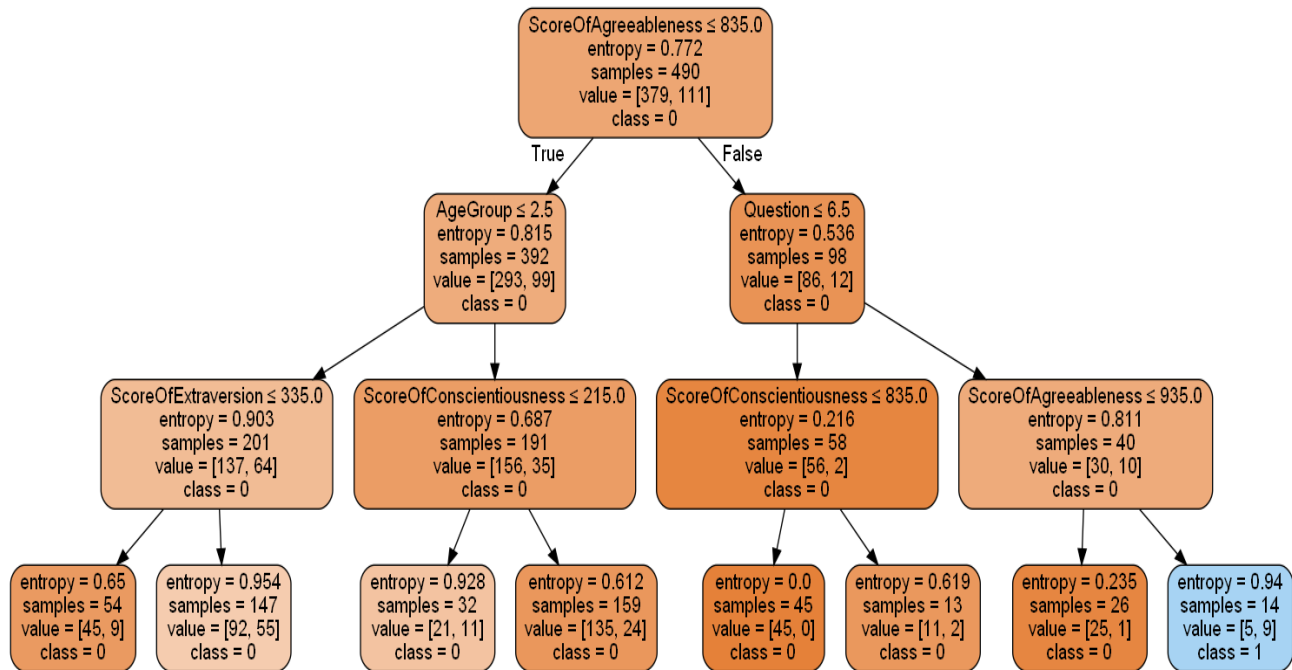 ScoreOfAgreeableness ≤ 835.0
entropy = 0.772
samples = 490
value = [379, 111]
class = 0
True
False
AgeGroup ≤ 2.5
entropy = 0.815
samples = 392
value = [293, 99]
class = 0
Question ≤ 6.5
entropy = 0.536
samples = 98
value = [86, 12]
class = 0
ScoreOfExtraversion ≤ 335.0
entropy = 0.903
samples = 201
value = [137, 64]
class = 0
ScoreOfConscientiousness ≤ 215.0
entropy = 0.687
samples = 191
value = [156, 35]
class = 0
ScoreOfConscientiousness ≤ 835.0
entropy = 0.216
samples = 58
value = [56, 2]
class = 0
ScoreOfAgreeableness ≤ 935.0
entropy = 0.811
samples = 40
value = [30, 10]
class = 0
entropy = 0.65
samples = 54
value = [45, 9]
class = 0
entropy = 0.954
samples = 147
value = [92, 55]
class = 0
entropy = 0.928
samples = 32
value = [21, 11]
class = 0
entropy = 0.612
samples = 159
value = [135, 24]
class = 0
entropy = 0.0
samples = 45
value = [45, 0]
class = 0
entropy = 0.619
samples = 13
value = [11, 2]
class = 0
entropy = 0.235
samples = 26
value = [25, 1]
class = 0
entropy = 0.94
samples = 14
value = [5, 9]
class = 1